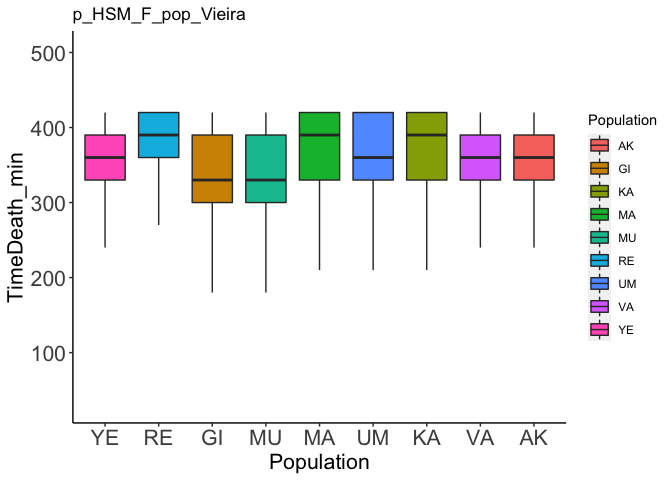 p_HSM_F_pop_Vieira
500
400
300
200
100
TimeDeath_min
YE RE GI MU MA UM KA VA AK
Population
Population
AK
GI
KA
MA
MU
RE
UM
VA
YE